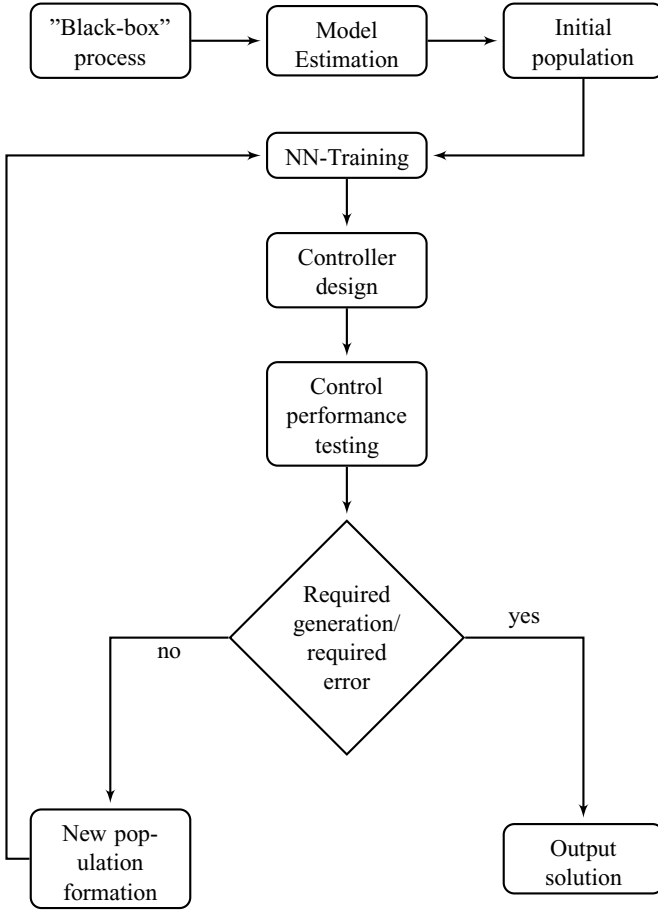 ”Black-box”
process
Model
Estimation
Initial
population
NN-Training
Controller
design
Control
performance
testing
Required
generation/
required
error
no
yes
New pop-
ulation
formation
Output
solution